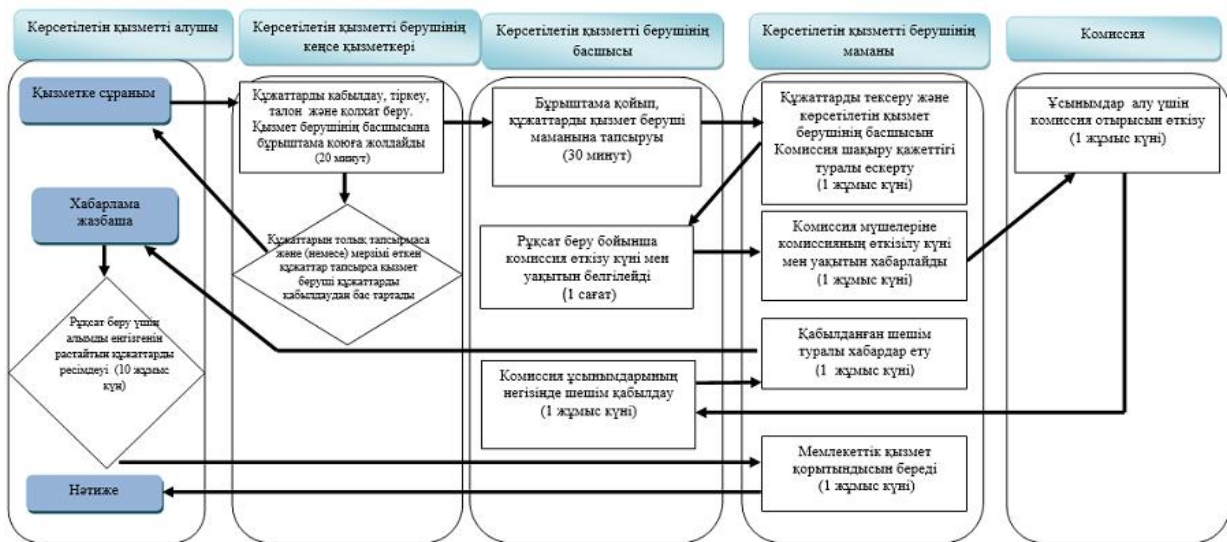 Көрсетілетін қызметті алушы
Көрсетілетін қызметті берушінің
кеңсе қызметкері
Көрсетілетін қызметті берушінің
басшысы
Көрсетілетін қызметті берушінің
маманы
Комиссия
Қызметке сұраным
Құжаттарды қабылдау, тіркеу,
талон және қолхат беру.
Қызмет берушінің басшысына
бұрыштама қоюға жолдайды
(20 минут)
Бұрыштама қойып,
құжаттарды қызмет беруші
маманына тапсыруы
(30 минут)
Құжаттарды тексеру және
көрсетілетін қызмет
берушінің басшысын
Комиссия шақыру қажеттігі
туралы ескерту
(1 жұмыс күні)
Ұсынымдар алу үшін
комиссия отырысын өткізу
(1 жұмыс күні)
Хабарлама
жазбаша
Құжаттарын толық тапсырмаса
және (немесе) мерзімі өткен
құжаттар тапсырса қызмет
беруші құжаттарды
қабылдаудан бас тартады
Рұқсат беру бойынша
комиссия өткізу күні мен
уақытын белгілейді
(1 сағат)
Комиссия мүшелеріне
комиссияның өткізілу күні
мен уақытын хабарлайды
(1 жұмыс күні)
Рұқсат беру үшін
алымды енгізгенін
растайтын құжаттарды
ресімдеуі (10 жұмыс
күн)
Қабылданған шешім
туралы хабардар ету
(1 жұмыс күні)
Комиссия ұсынымдарының
негізінде шешім қабылдау
(1 жұмыс күні)
Мемлекеттік қызмет
қорытындысын береді
(1 жұмыс күні)
Нәтиже